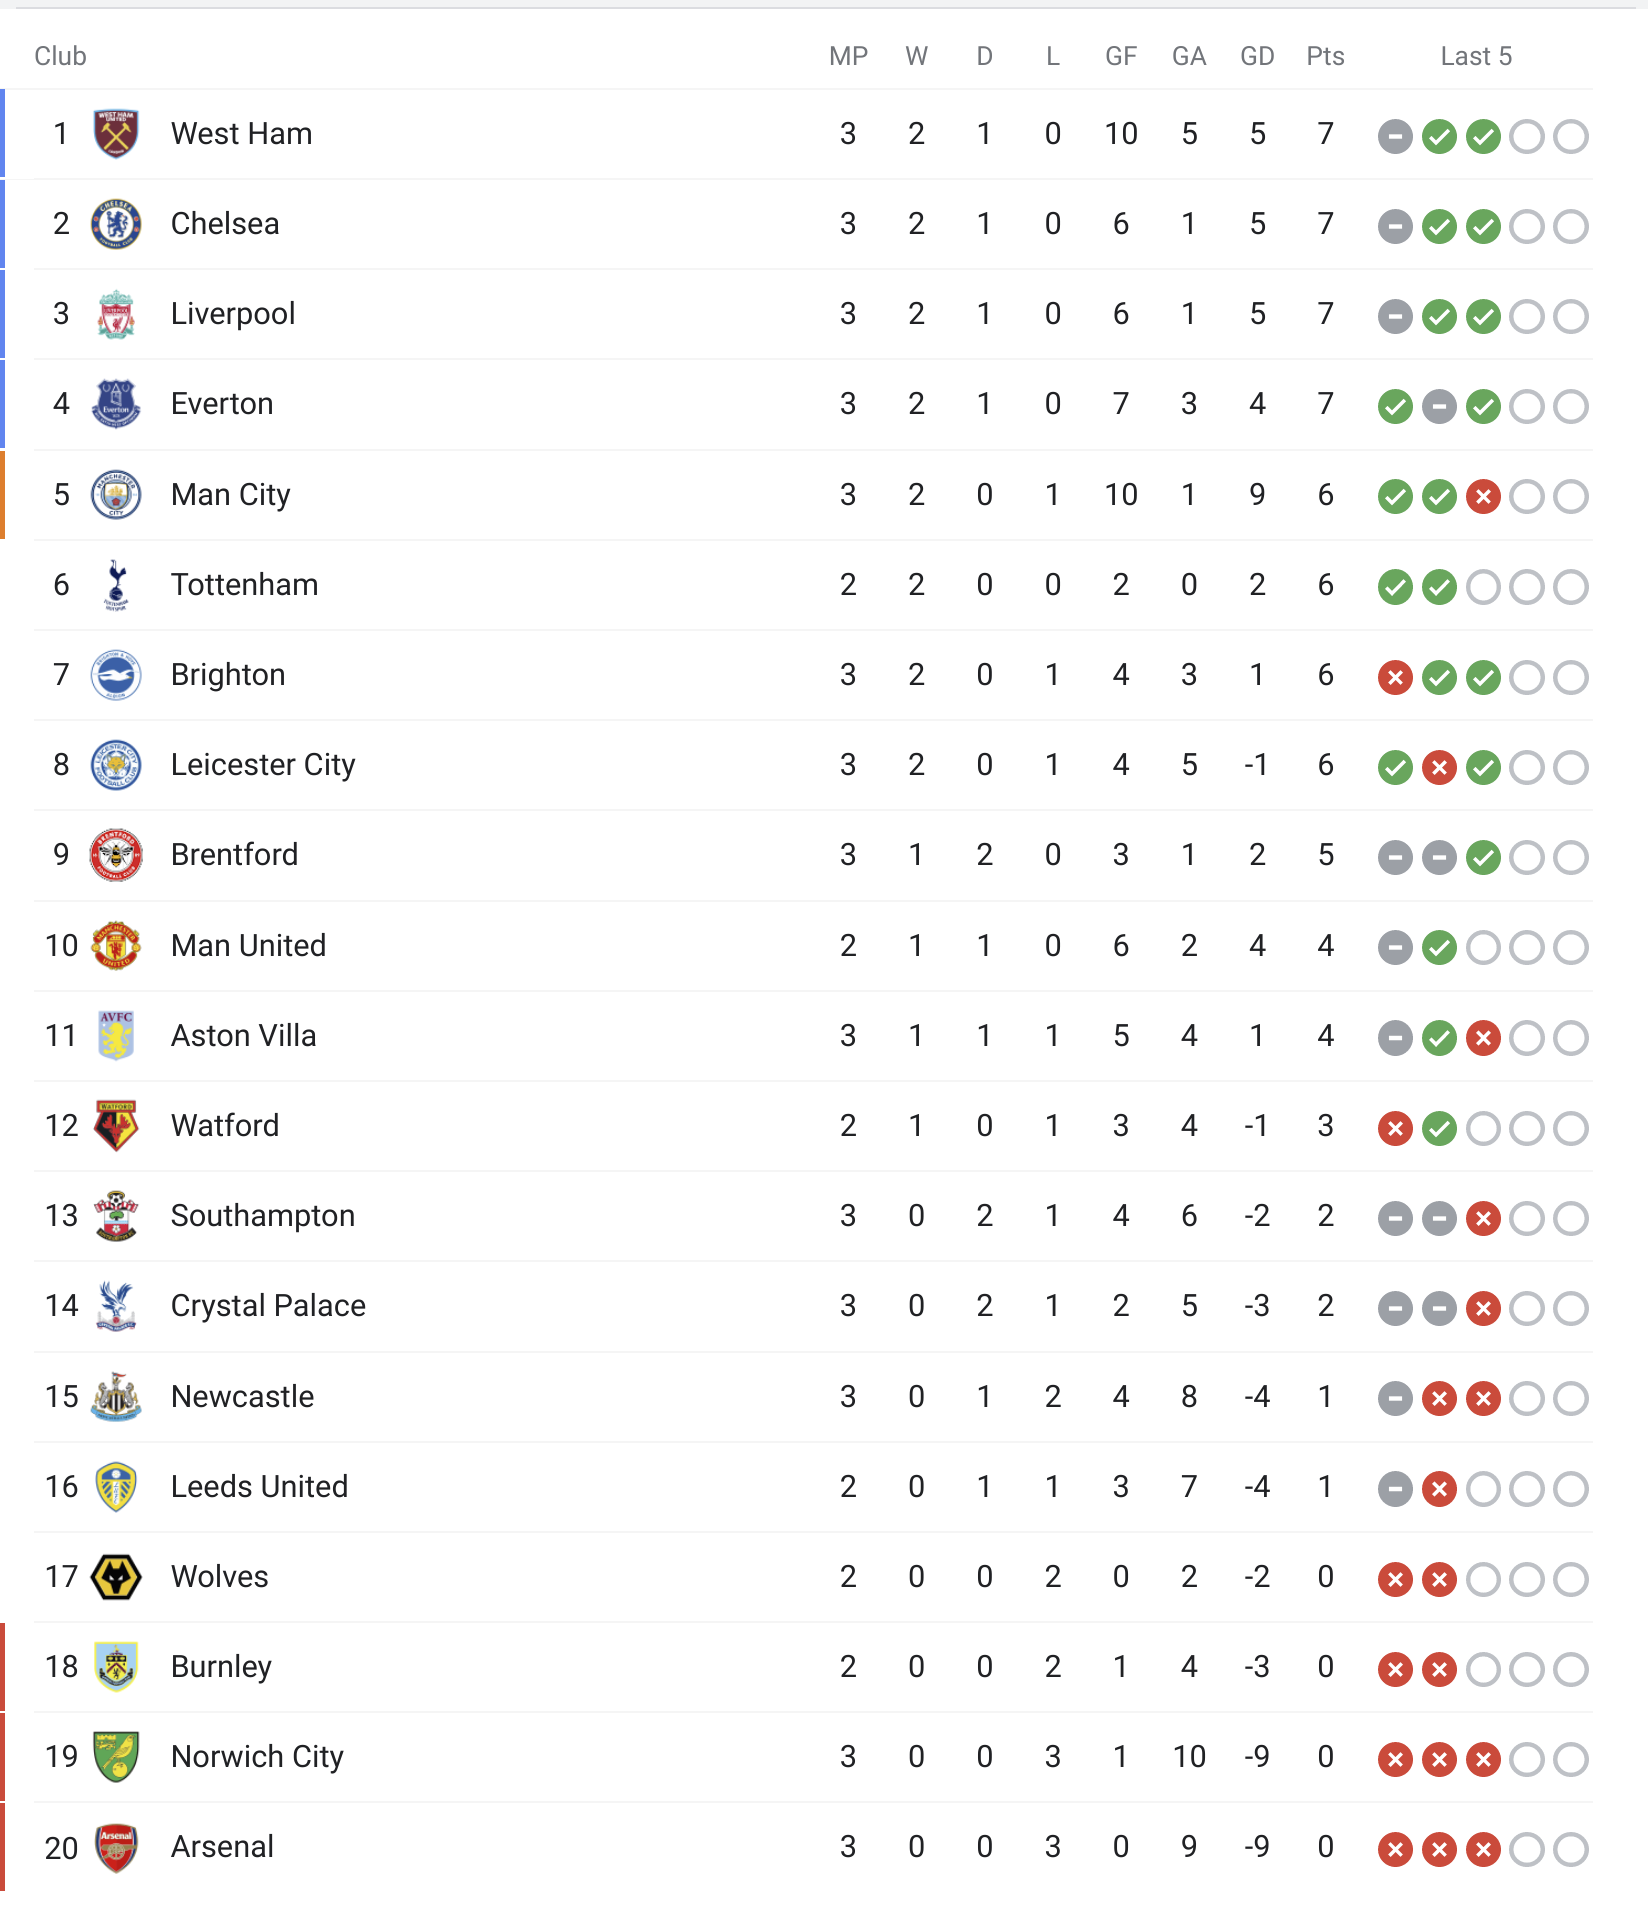 Club MP W D L GF GA GD Pts Last 5
1 West Ham 3 2 1 0 10 5 5 7
2 Chelsea 3 2 1 0 6 1 5 7
3 Liverpool 3 2 1 0 6 1 5 7
4 Everton 3 2 1 0 7 3 4 7
5 Man City 3 2 0 1 10 1 9 6
6 Tottenham 2 2 0 0 2 0 2 6
7 Brighton 3 2 0 1 4 3 1 6
8 Leicester City 3 2 0 1 4 5 -1 6
9 Brentford 3 1 2 0 3 1 2 5
10 Man United 2 1 1 0 6 2 4 4
11 Aston Villa 3 1 1 1 5 4 1 4
12 Watford 2 1 0 1 3 4 -1 3
13 Southampton 3 0 2 1 4 6 -2 2
14 Crystal Palace 3 0 2 1 2 5 -3 2
15 Newcastle 3 0 1 2 4 8 -4 1
16 Leeds United 2 0 1 1 3 7 -4 1
17 Wolves 2 0 0 2 0 2 -2 0
18 Burnley 2 0 0 2 1 4 -3 0
19 Norwich City 3 0 0 3 1 10 -9 0
20 Arsenal 3 0 0 3 0 9 -9 0